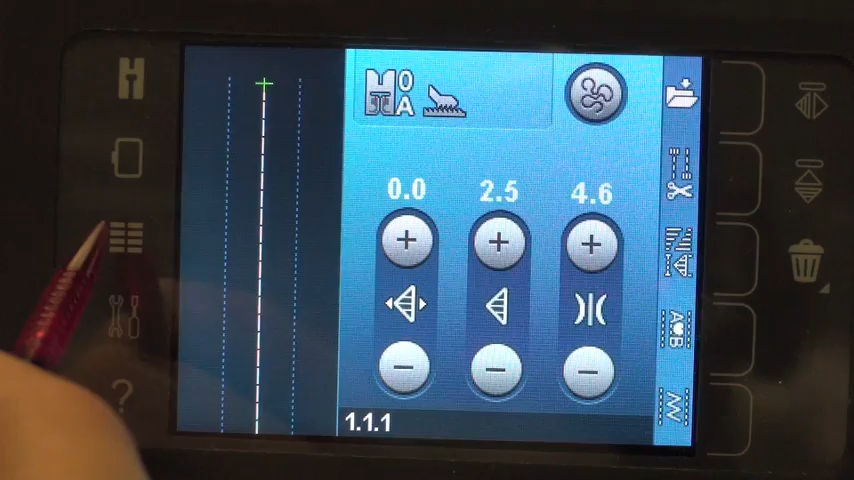 0
A
0.0 2.5 4.6
+ + +
− − −
A B
1.1.1
?